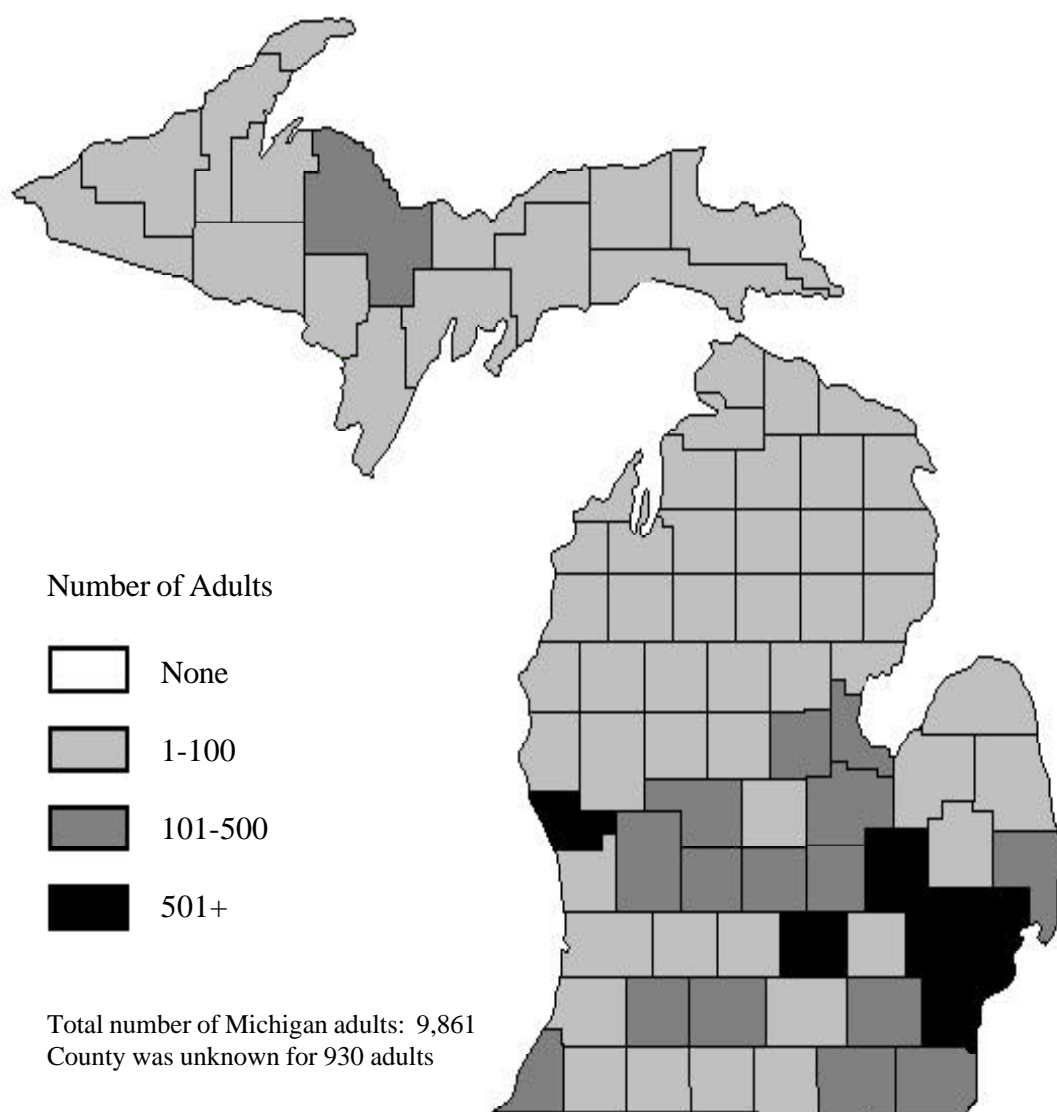 Number of Adults
None
1-100
101-500
501+
Total number of Michigan adults: 9,861
County was unknown for 930 adults